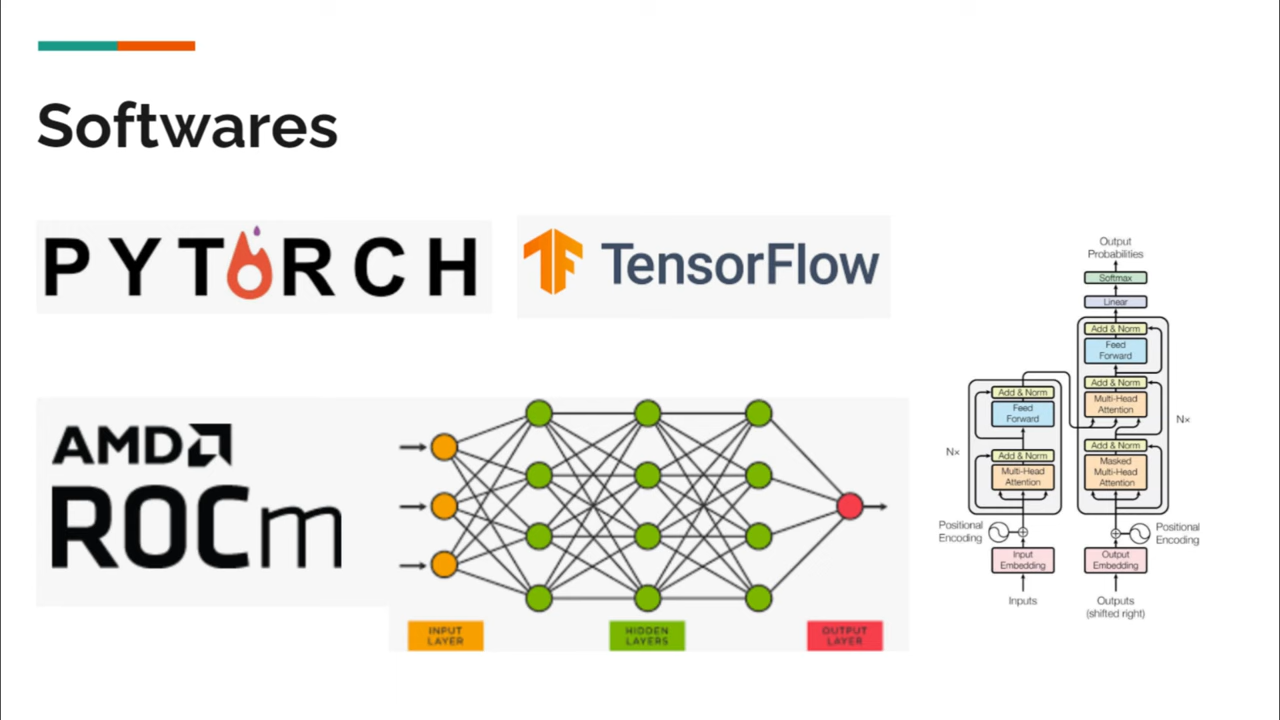 Softwares
PYTORCH
TensorFlow
AMD
ROCm
INPUT
LAYER
HIDDEN
LAYERS
OUTPUT
LAYER
Output
Probabilities
Softmax
Linear
Add & Norm
Feed
Forward
Add & Norm
Multi-Head
Attention
Add & Norm
Masked
Multi-Head
Attention
Nx
Add & Norm
Feed
Forward
Add & Norm
Multi-Head
Attention
Nx
Positional
Encoding
Positional
Encoding
Input
Embedding
Output
Embedding
Inputs
Outputs
(shifted right)